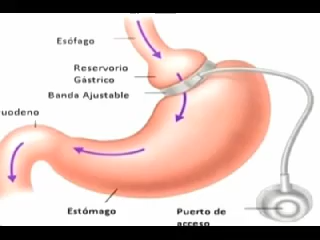 Esófago
Reservorio
Gástrico
Banda Ajustable
uodeno
Estómago
Puerto de
acceso